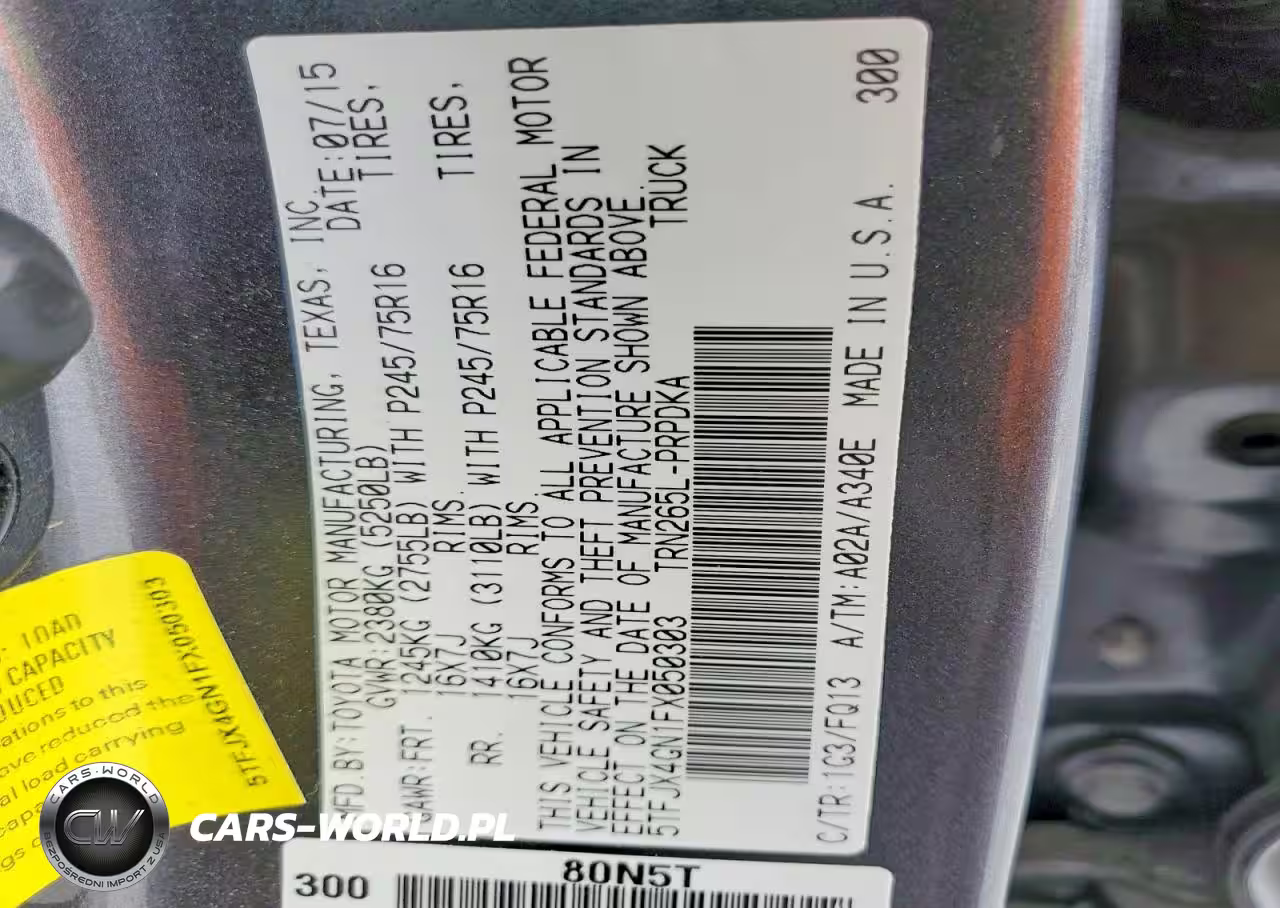 MFD.BY:TOYOTA MOTOR MANUFACTURING, TEXAS, INC.
GVWR:2380KG (5250LB) DATE:07/15
GAWR:FRT. 1245KG (2755LB) WITH P245/75R16 TIRES,
16X7J RIMS.
RR. 1410KG (3110LB) WITH P245/75R16 TIRES,
16X7J RIMS.
THIS VEHICLE CONFORMS TO ALL APPLICABLE FEDERAL MOTOR
VEHICLE SAFETY AND THEFT PREVENTION STANDARDS IN
EFFECT ON THE DATE OF MANUFACTURE SHOWN ABOVE.
5TFJX4GN1FX050303 TRN265L-PRPDKA TRUCK
C/TR:1G3/FQ13 A/TM:A02A/A340E MADE IN U.S.A. 300
LOAD
CAPACITY
ations to this
reduced the
load carrying
5TFJX4GN1FX050303
CARS-WORLD
CW
BEZPOŚREDNI IMPORT Z USA
CARS-WORLD.PL
300 80N5T